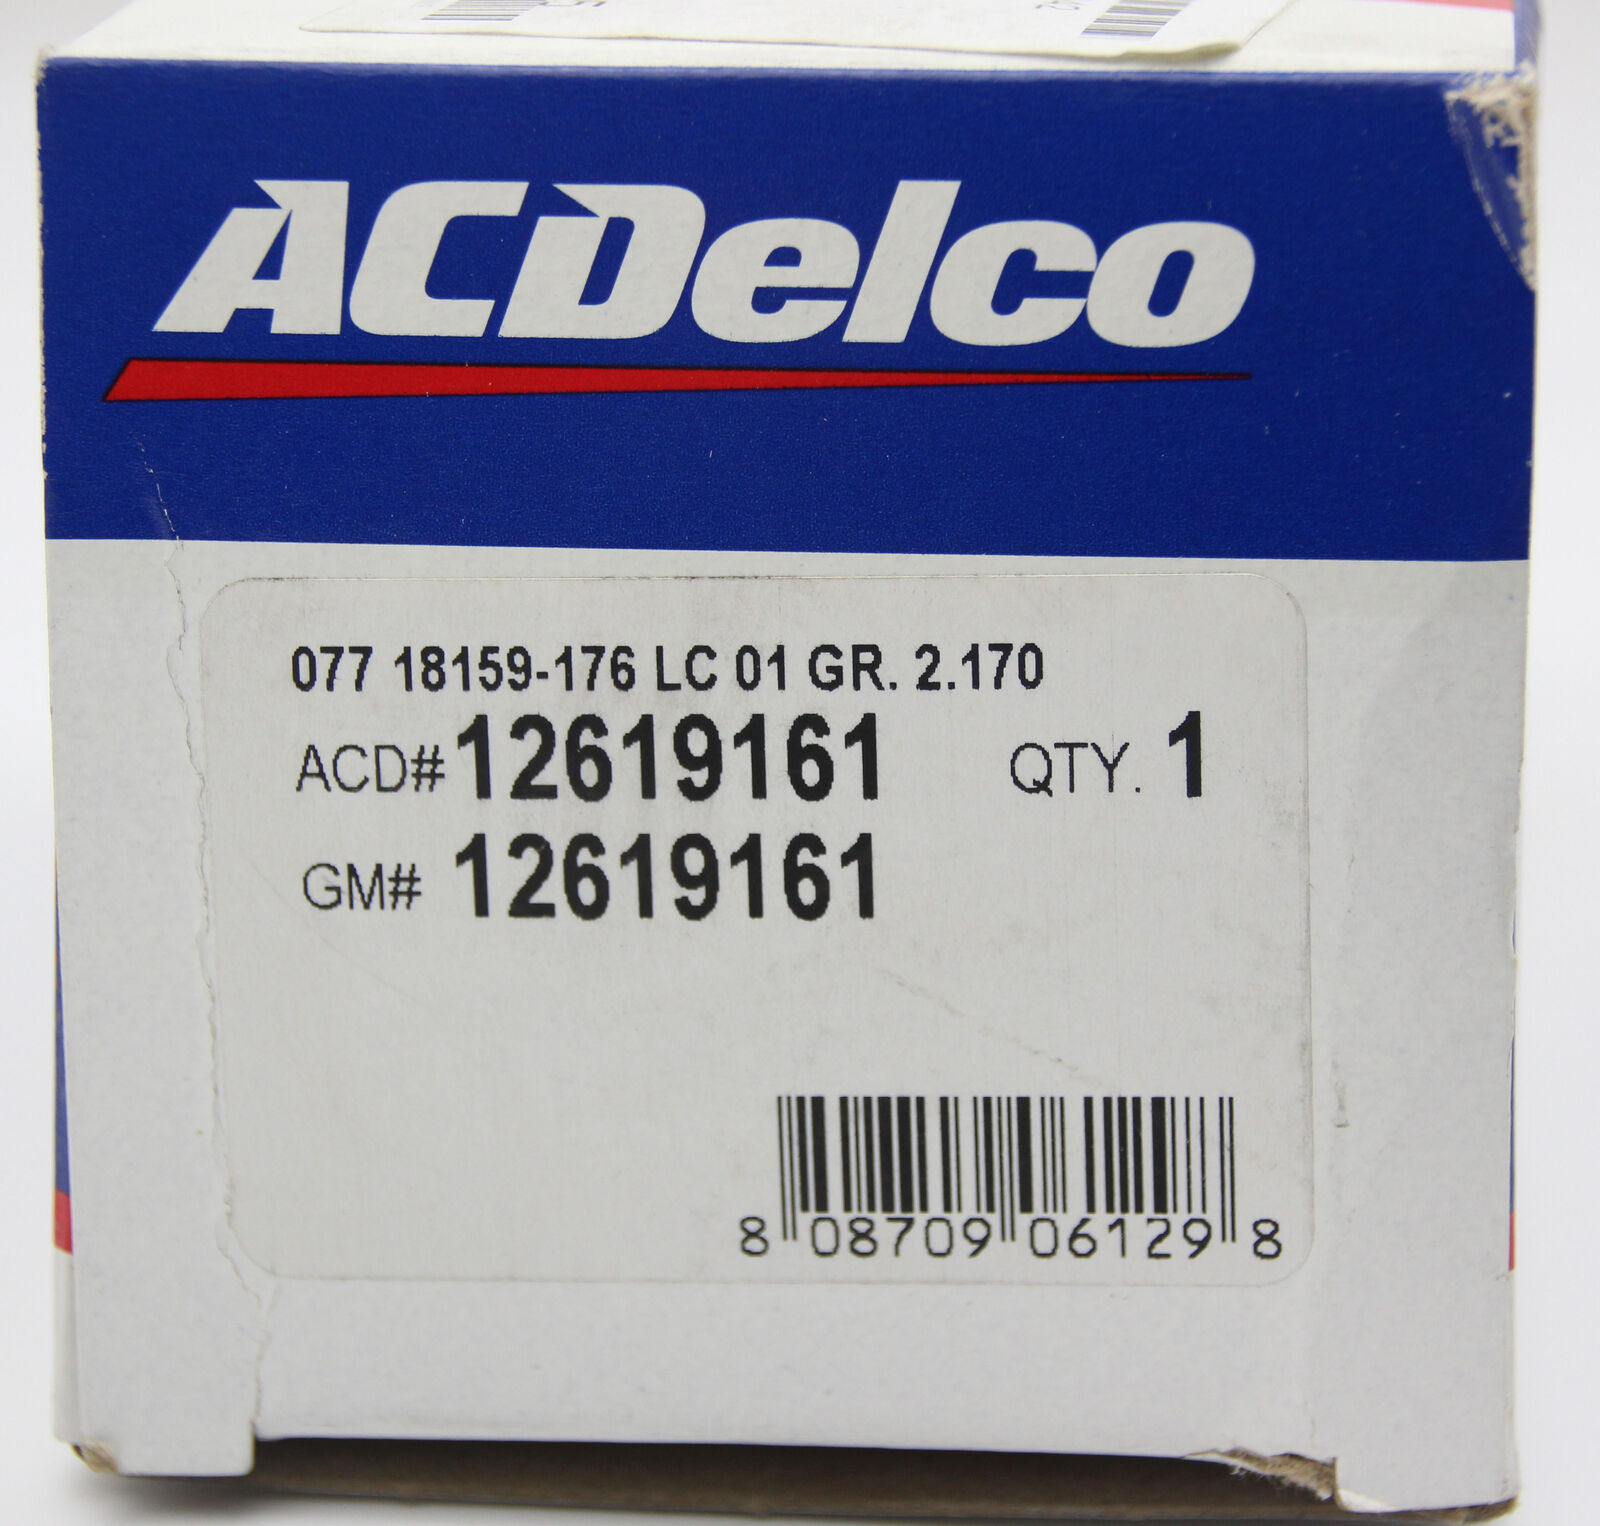 ACDelco
077 18159-176 LC 01 GR. 2.170
ACD# 12619161 QTY. 1
GM# 12619161
8 08709 06129 8